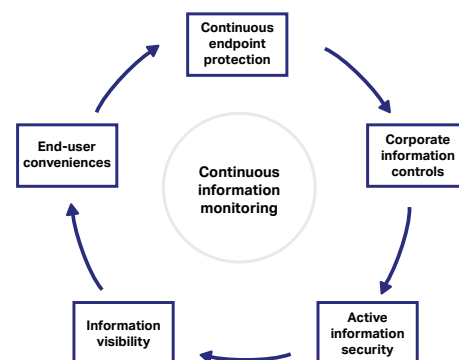 Continuous
endpoint
protection
Corporate
information
controls
Active
information
security
Information
visibility
End-user
conveniences
Continuous
information
monitoring